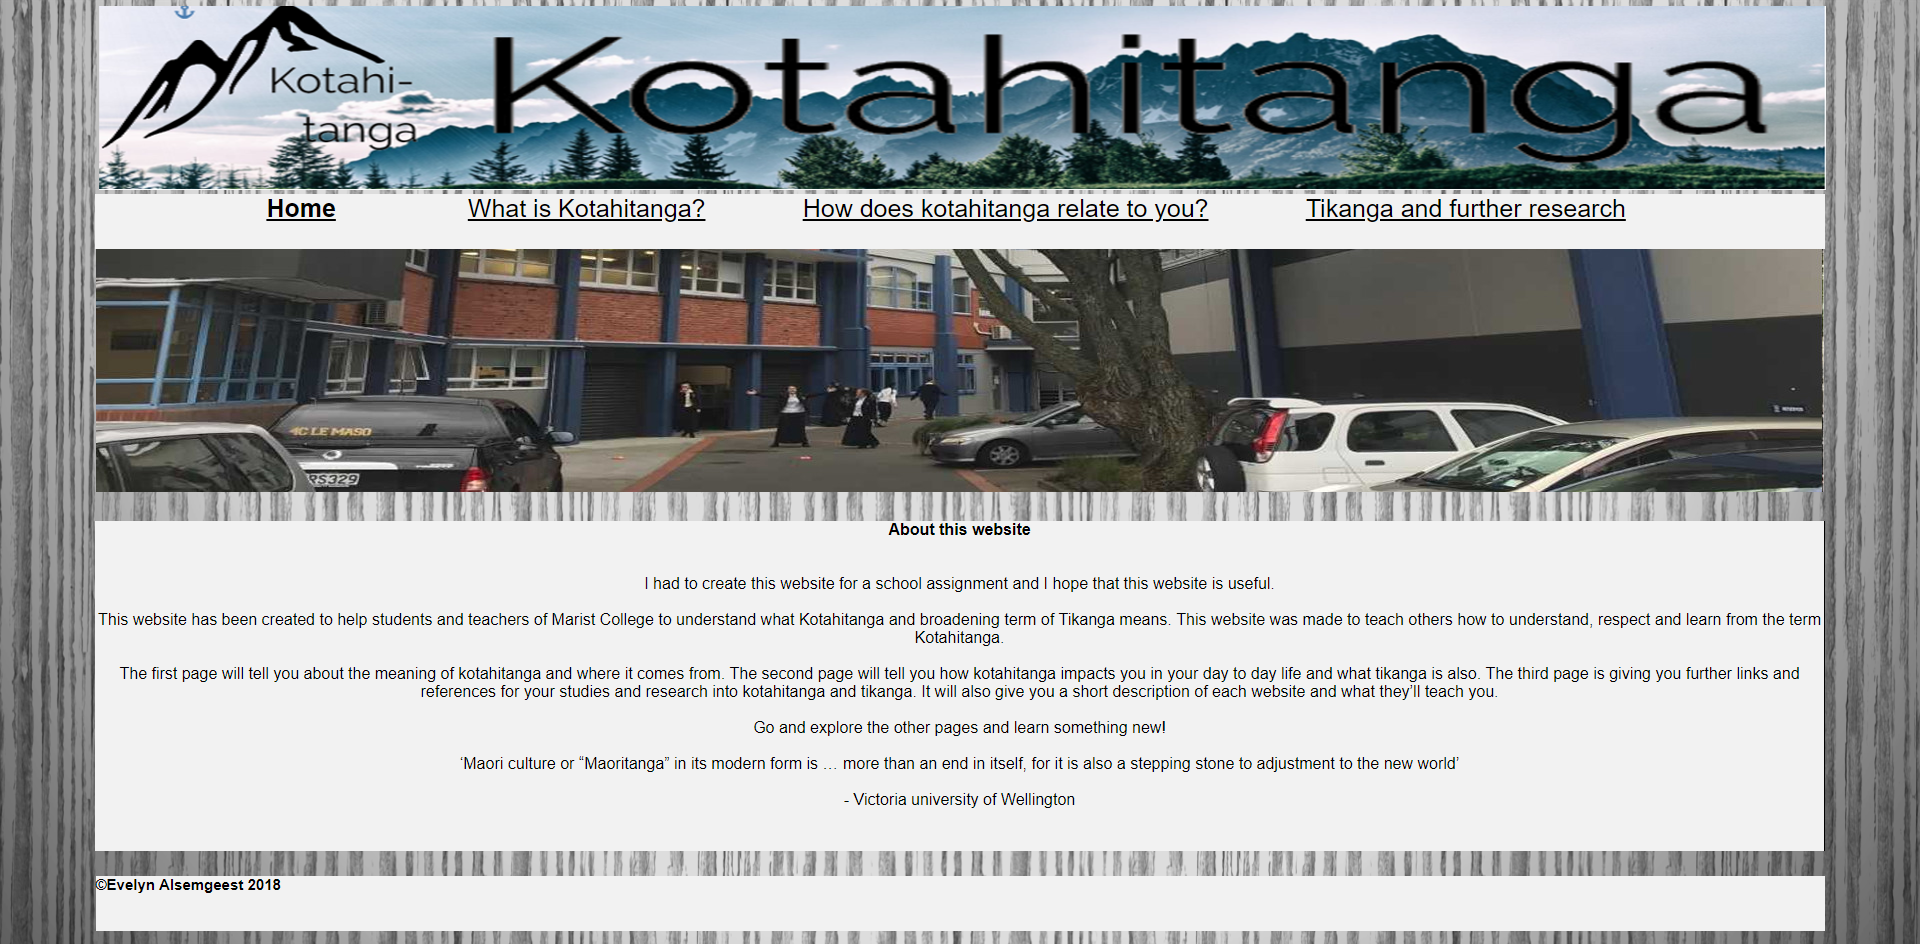 Kotahi-
tanga
Kotahitanga
Home What is Kotahitanga? How does kotahitanga relate to you? Tikanga and further research
4C LE MASO
RS329
About this website
I had to create this website for a school assignment and I hope that this website is useful.
This website has been created to help students and teachers of Marist College to understand what Kotahitanga and broadening term of Tikanga means. This website was made to teach others how to understand, respect and learn from the term
Kotahitanga.
The first page will tell you about the meaning of kotahitanga and where it comes from. The second page will tell you how kotahitanga impacts you in your day to day life and what tikanga is also. The third page is giving you further links and
references for your studies and research into kotahitanga and tikanga. It will also give you a short description of each website and what they’ll teach you.
Go and explore the other pages and learn something new!
‘Maori culture or “Maoritanga” in its modern form is … more than an end in itself, for it is also a stepping stone to adjustment to the new world’
- Victoria university of Wellington
©Evelyn Alsemgeest 2018